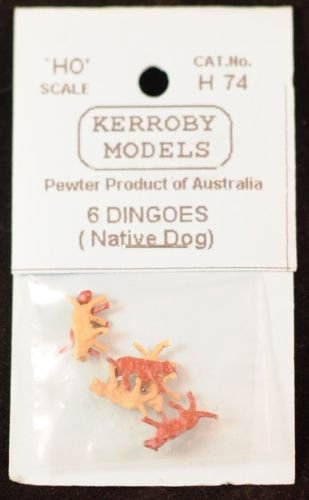 'HO' SCALE
CAT.No. H 74
KERROBY
MODELS
Pewter Product of Australia
6 DINGOES
( Native Dog)